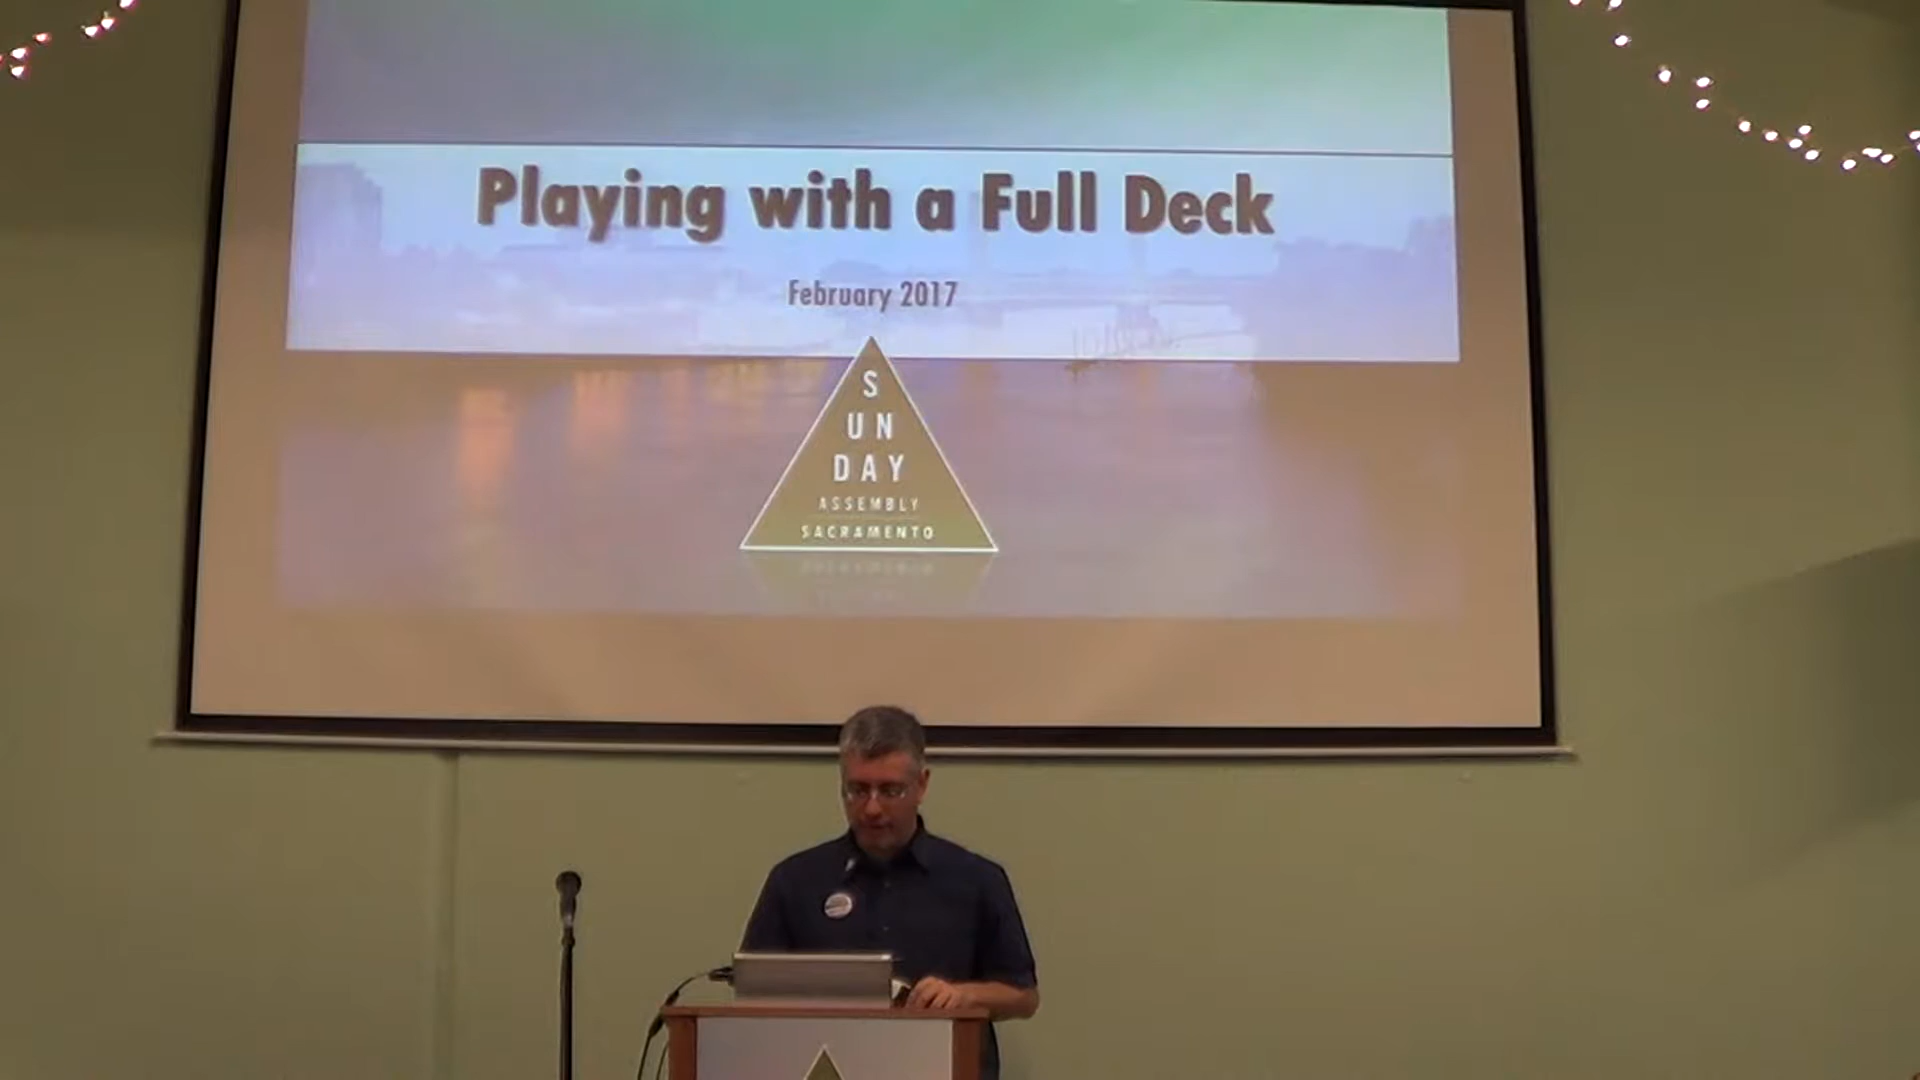 Playing with a Full Deck
February 2017
S
UN
DAY
ASSEMBLY
SACRAMENTO